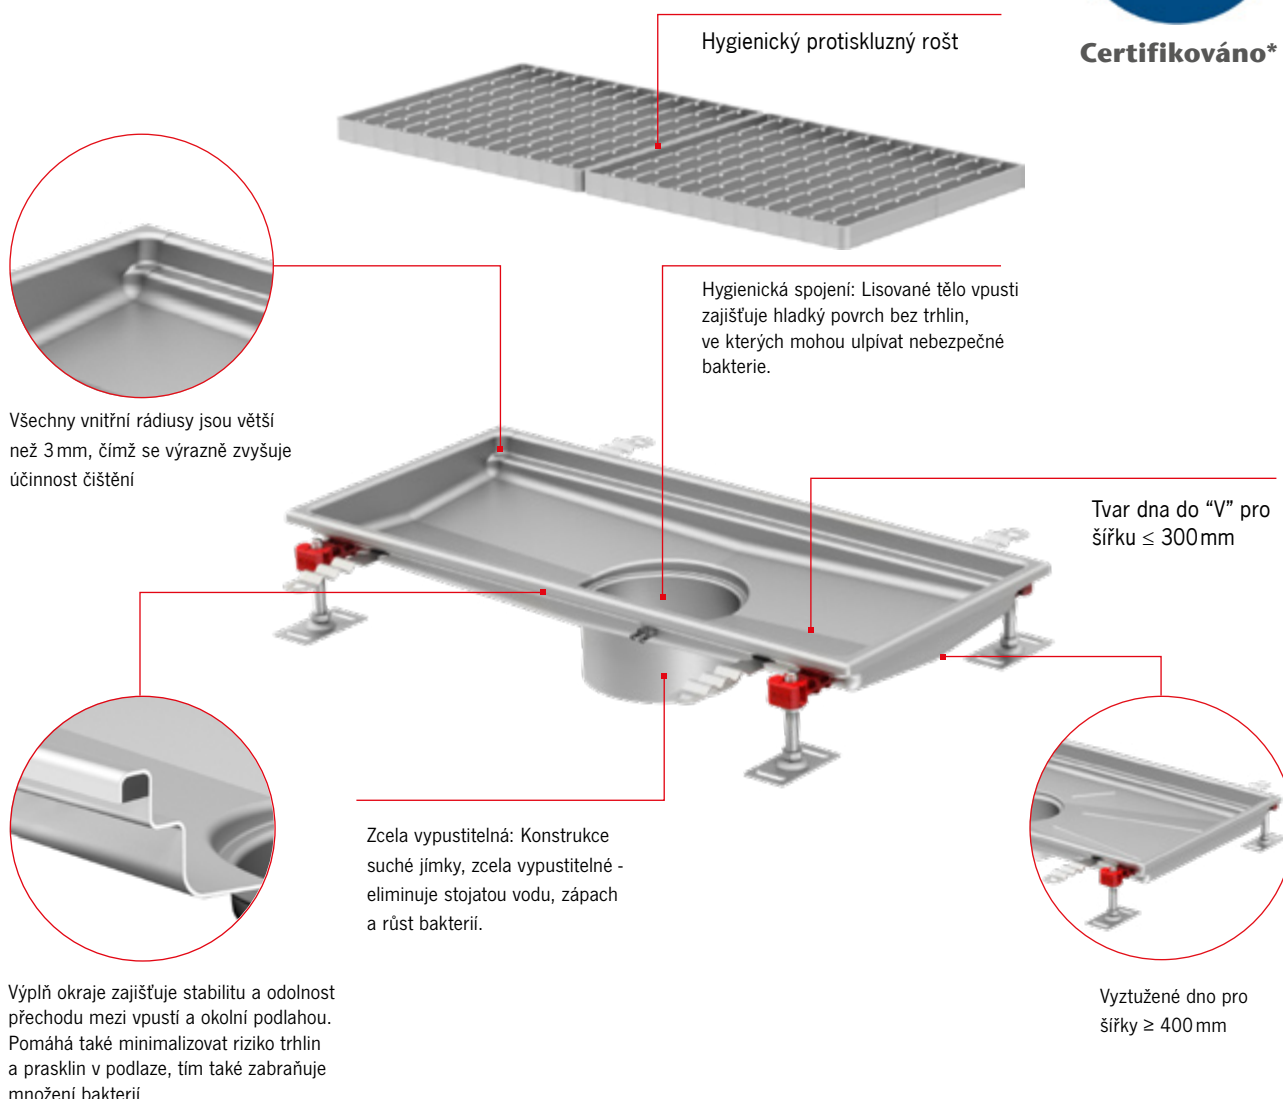 Certifikováno*
Hygienický protiskluzný rošt
Hygienická spojení: Lisované tělo vpusti
zajišťuje hladký povrch bez trhlin,
ve kterých mohou ulpívat nebezpečné
bakterie.
Všechny vnitřní rádiusy jsou větší
než 3 mm, čímž se výrazně zvyšuje
účinnost čištění
Tvar dna do “V” pro
šířku ≤ 300 mm
Zcela vypustitelná: Konstrukce
suché jímky, zcela vypustitelné -
eliminuje stojatou vodu, zápach
a růst bakterií.
Výplň okraje zajišťuje stabilitu a odolnost
přechodu mezi vpustí a okolní podlahou.
Pomáhá také minimalizovat riziko trhlin
a prasklin v podlaze, tím také zabraňuje
množení bakterií
Vyztužené dno pro
šířky ≥ 400 mm